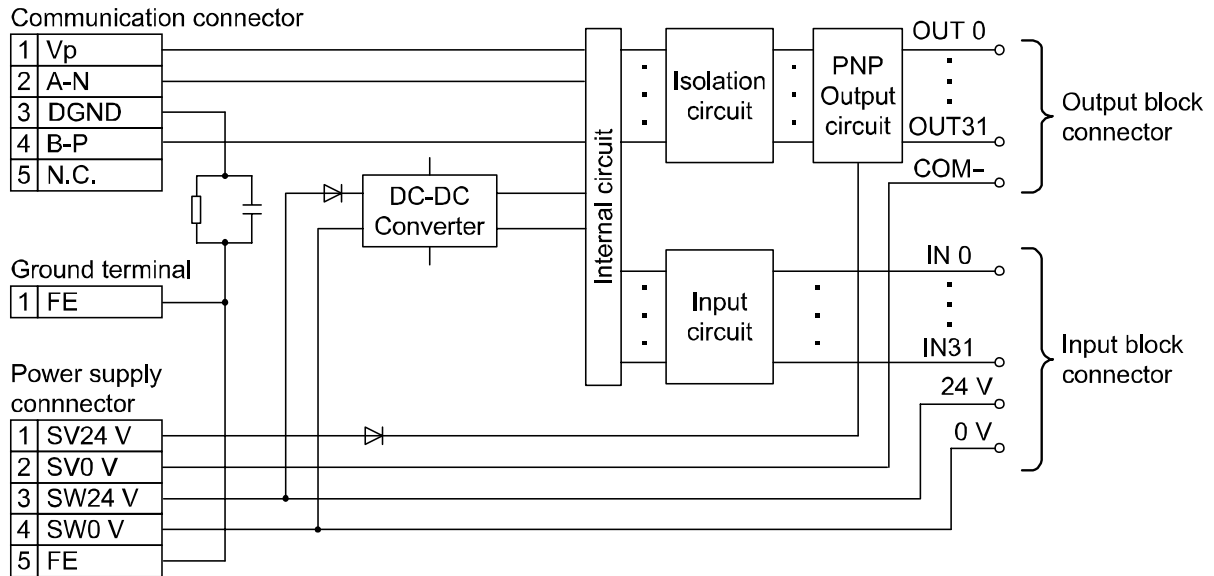 Communication connector
1 Vp
2 A-N
3 DGND
4 B-P
5 N.C.
Ground terminal
1 FE
Power supply
connnector
1 SV24 V
2 SV0 V
3 SW24 V
4 SW0 V
5 FE
DC-DC
Converter
Internal circuit
Isolation
circuit
PNP
Output
circuit
Input
circuit
OUT 0
OUT31
COM–
Output block
connector
IN 0
IN31
24 V
0 V
Input block
connector